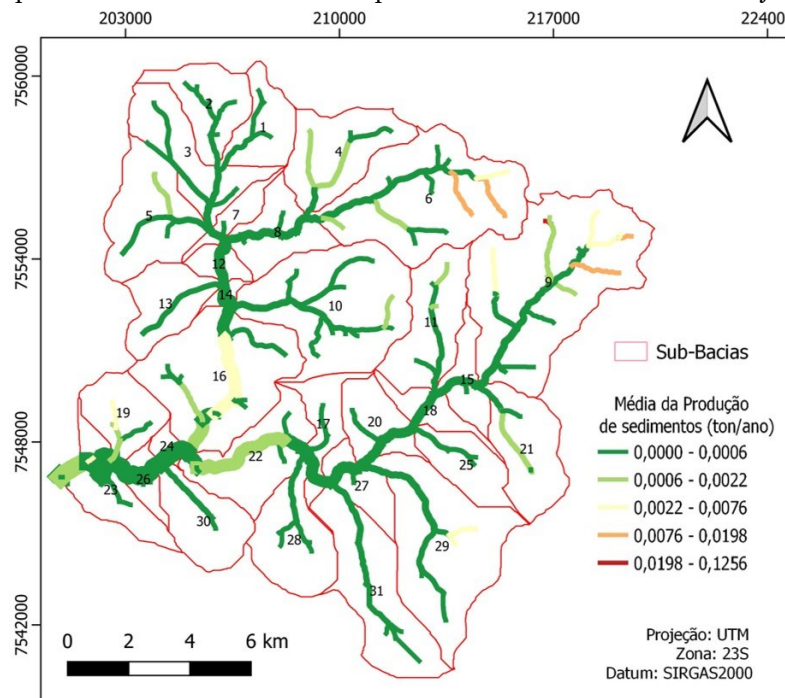 203000 210000 217000 22400
7560000
7554000
7548000
7542000
2
1
3
4
6
5
7
8
12
9
13
14
10
11
16
15
19
18
20
17
21
24
22
25
26
27
23
30
28
29
31
Sub-Bacias
Média da Produção
de sedimentos (ton/ano)
0,0000 - 0,0006
0,0006 - 0,0022
0,0022 - 0,0076
0,0076 - 0,0198
0,0198 - 0,1256
0 2 4 6 km
Projeção: UTM
Zona: 23S
Datum: SIRGAS2000